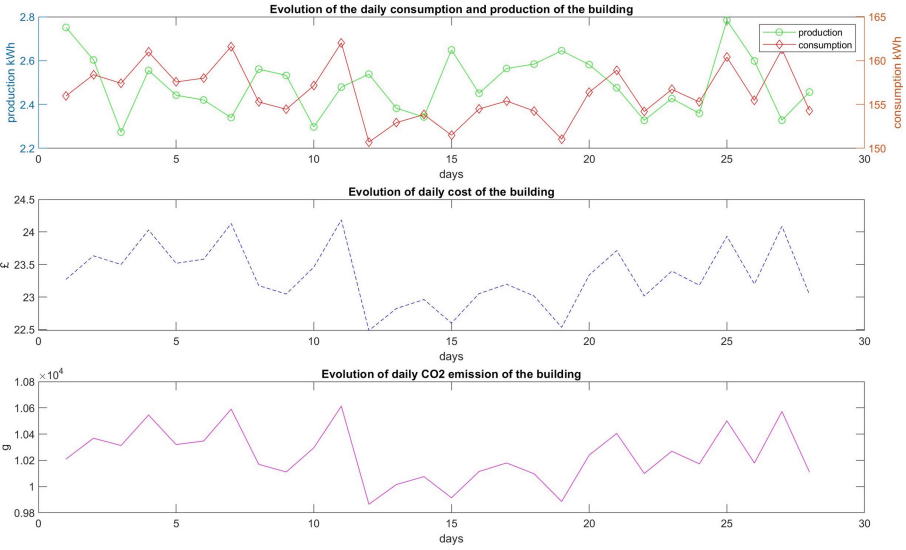 Evolution of the daily consumption and production of the building
2.8
2.6
2.4
2.2
production kWh
165
160
155
150
consumption kWh
production
consumption
0 5 10 15 20 25 30
days
Evolution of daily cost of the building
24.5
24
23.5
23
22.5
£
0 5 10 15 20 25 30
days
Evolution of daily CO2 emission of the building
×10⁴
1.08
1.06
1.04
1.02
1
0.98
g
0 5 10 15 20 25 30
days